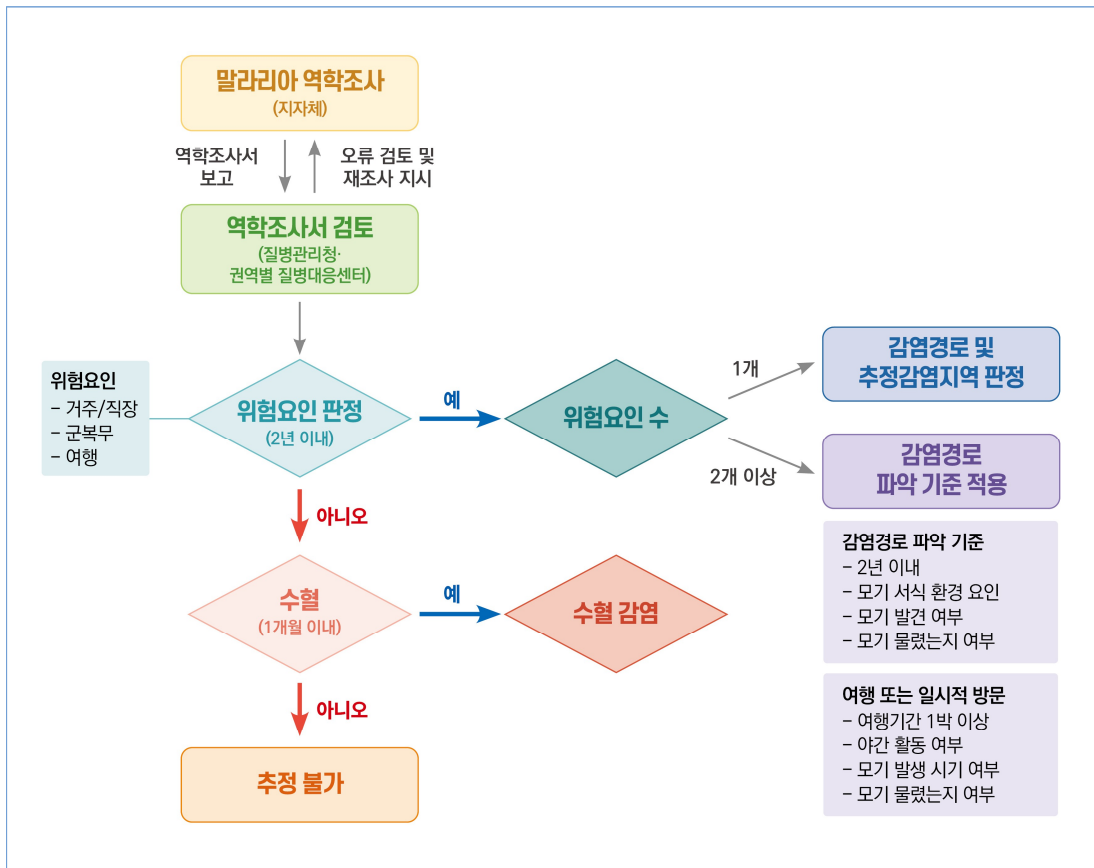 말라리아 역학조사
(지자체)
역학조사서
보고
오류 검토 및
재조사 지시
역학조사서 검토
(질병관리청·
권역별 질병대응센터)
위험요인
– 거주/직장
– 군복무
– 여행
위험요인 판정
(2년 이내)
예
위험요인 수
1개
감염경로 및
추정감염지역 판정
2개 이상
감염경로
파악 기준 적용
아니오
수혈
(1개월 이내)
예
수혈 감염
아니오
추정 불가
감염경로 파악 기준
– 2년 이내
– 모기 서식 환경 요인
– 모기 발견 여부
– 모기 물렸는지 여부
여행 또는 일시적 방문
– 여행기간 1박 이상
– 야간 활동 여부
– 모기 발생 시기 여부
– 모기 물렸는지 여부